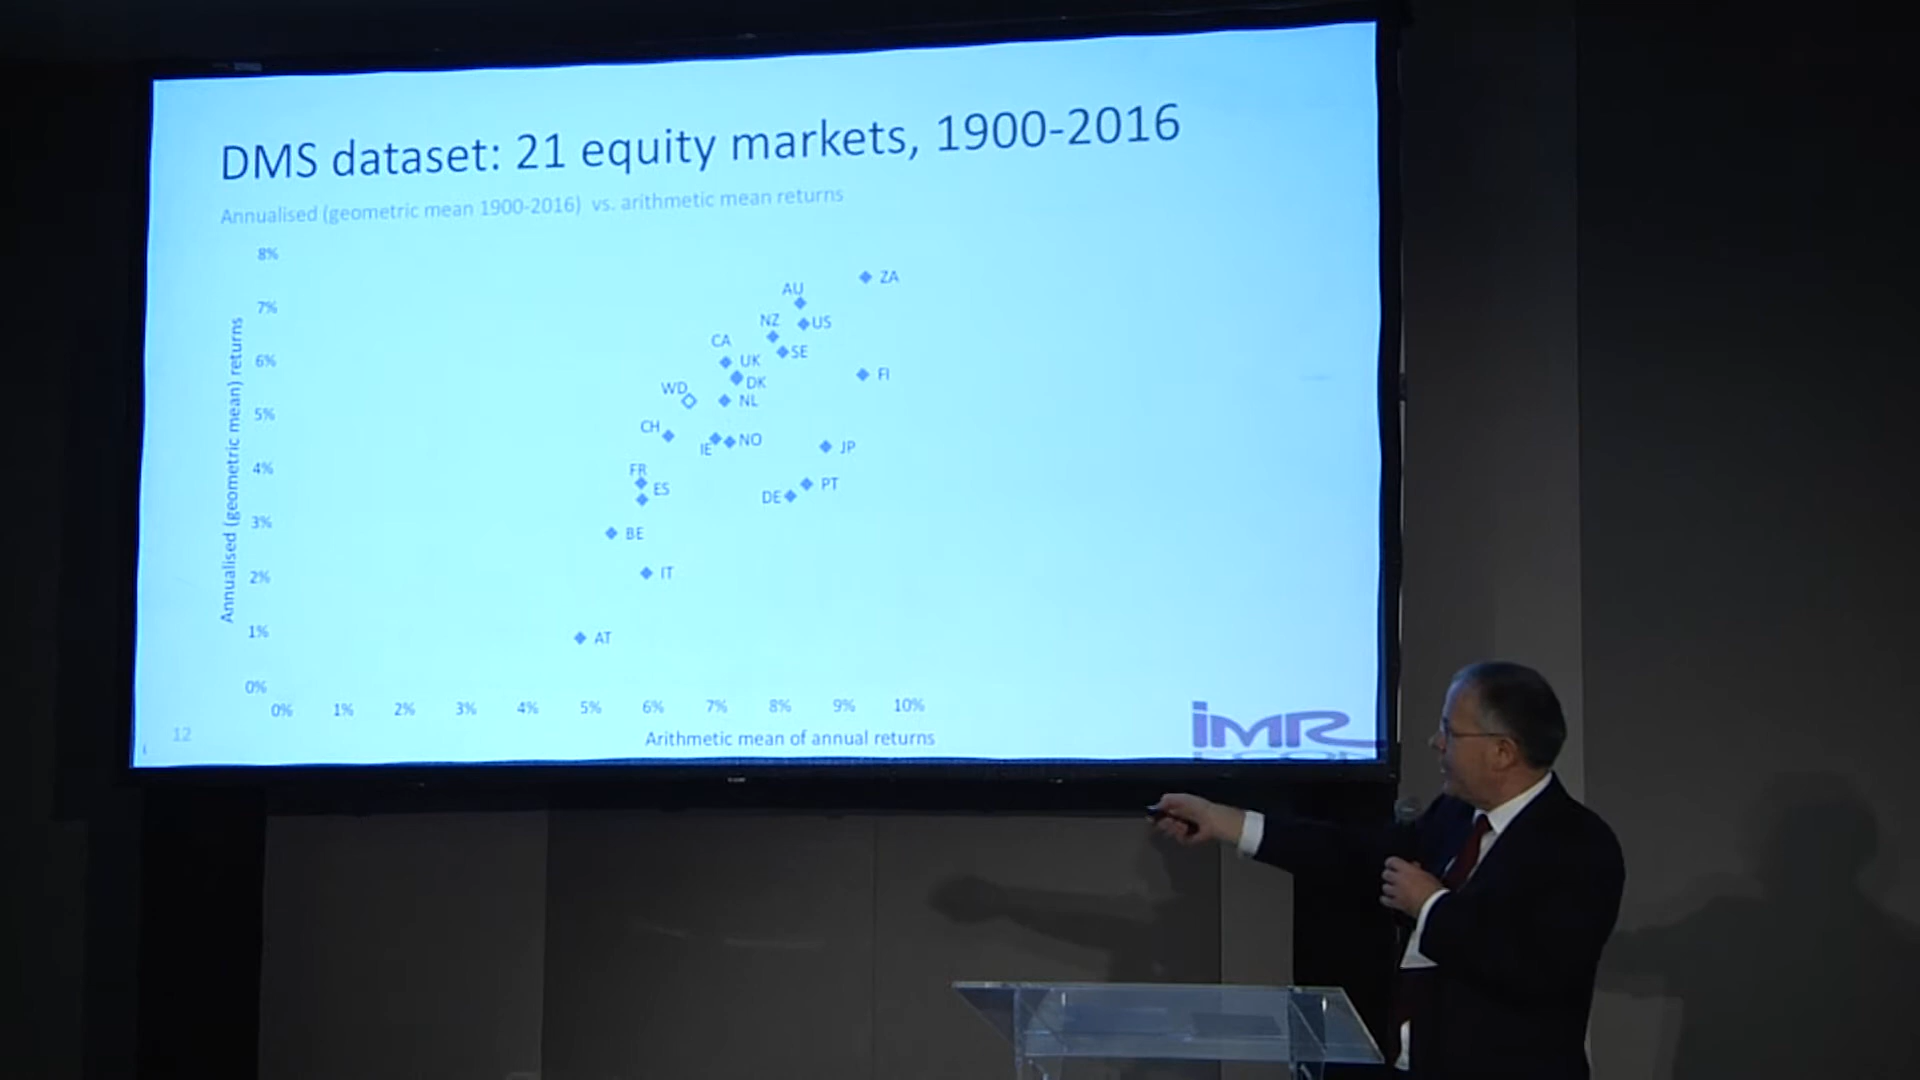 DMS dataset: 21 equity markets, 1900-2016
Annualised (geometric mean 1900-2016) vs. arithmetic mean returns
Annualised (geometric mean) returns
8%
7%
6%
5%
4%
3%
2%
1%
0%
ZA
AU
NZ
US
CA
SE
UK
FI
WD
DK
NL
CH
IE
NO
JP
FR
ES
DE
PT
BE
IT
AT
0% 1% 2% 3% 4% 5% 6% 7% 8% 9% 10%
Arithmetic mean of annual returns
12
iMR